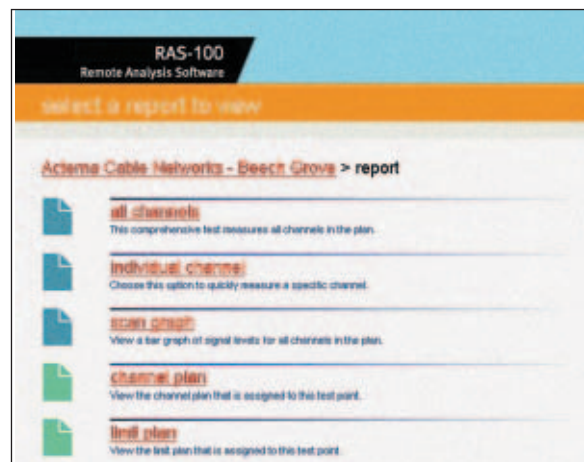 RAS-100
Remote Analysis Software
select a report to view
Acterna Cable Networks - Beech Grove > report
all channels
This comprehensive test measures all channels in the plan.
individual channel
Choose this option to quickly measure a specific channel.
scan graph
View a bar graph of signal levels for all channels in the plan.
channel plan
View the channel plan that is assigned to this test point.
limit plan
View the limit plan that is assigned to this test point.